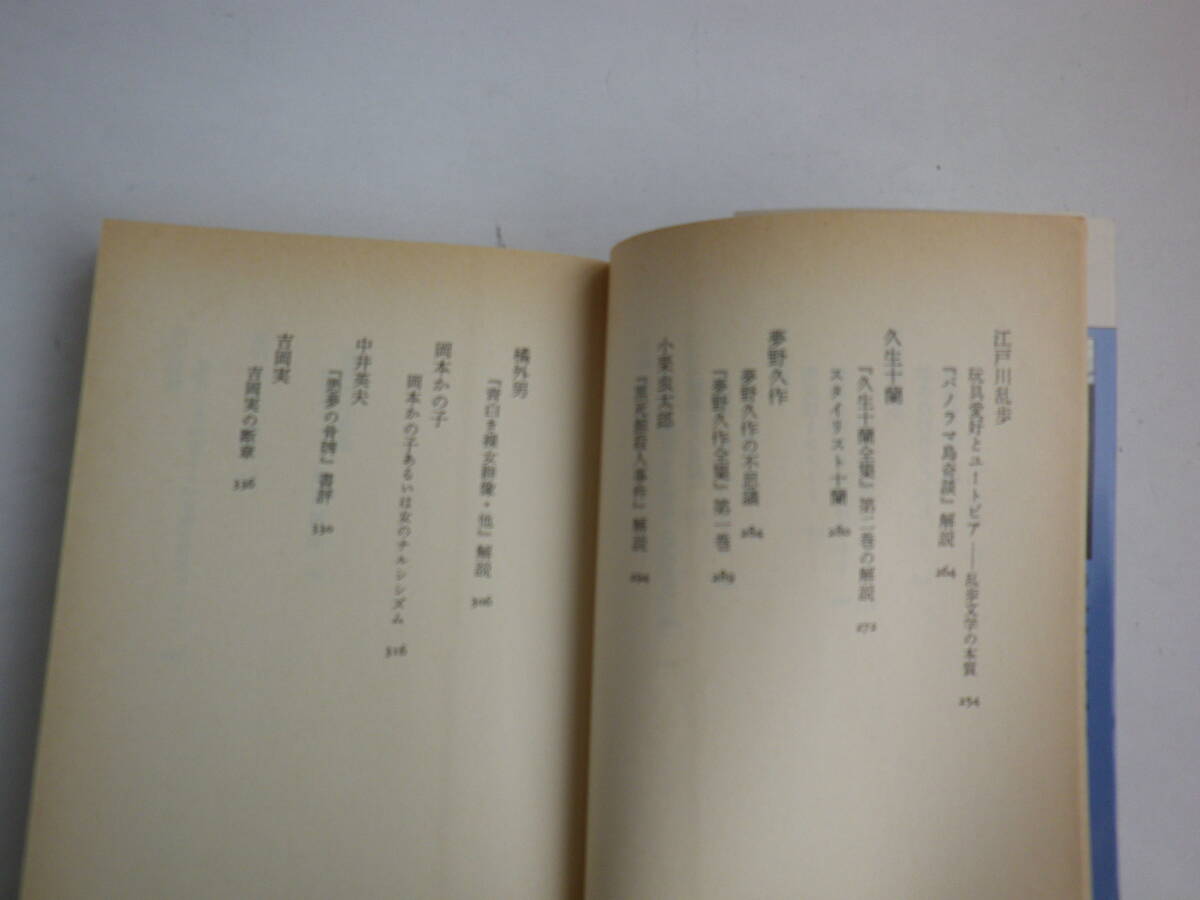 江戸川乱歩
玩具愛好とユートピア――乱歩文学の本質 254
『パノラマ島奇談』解説 264
久生十蘭
『久生十蘭全集』第二巻の解説 272
スタイリスト十蘭 280
夢野久作
夢野久作の不思議 284
『夢野久作全集』第一巻 289
小栗虫太郎
『黒死館殺人事件』解説 294
橘外男
『青白き裸女群像・他』解説 306
岡本かの子
岡本かの子あるいは女のナルシシズム 316
中井英夫
『悪夢の骨牌』書評 330
吉岡実
吉岡実の断章 336